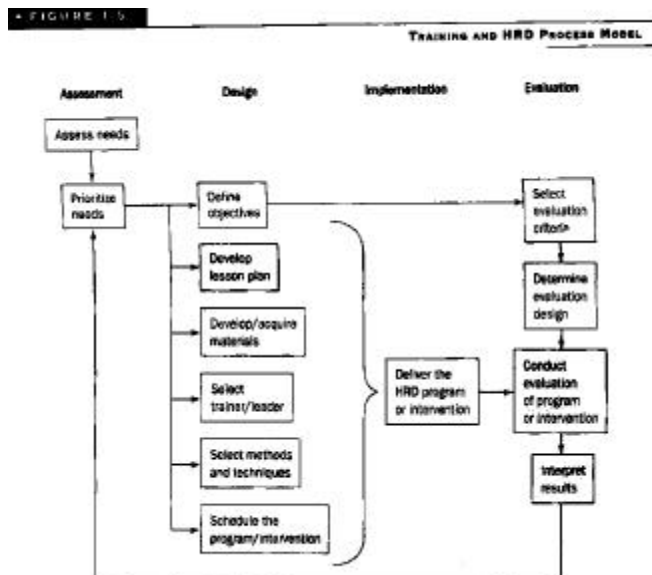 FIGURE 1-5
TRAINING AND HRD PROCESS MODEL
Assessment
Design
Implementation
Evaluation
Assess needs
Prioritize
needs
Define
objectives
Develop
lesson plan
Develop/acquire
materials
Select
trainer/leader
Select methods
and techniques
Schedule the
program/intervention
Deliver the
HRD program
or intervention
Select
evaluation
criteria
Determine
evaluation
design
Conduct
evaluation
of program
or intervention
Interpret
results